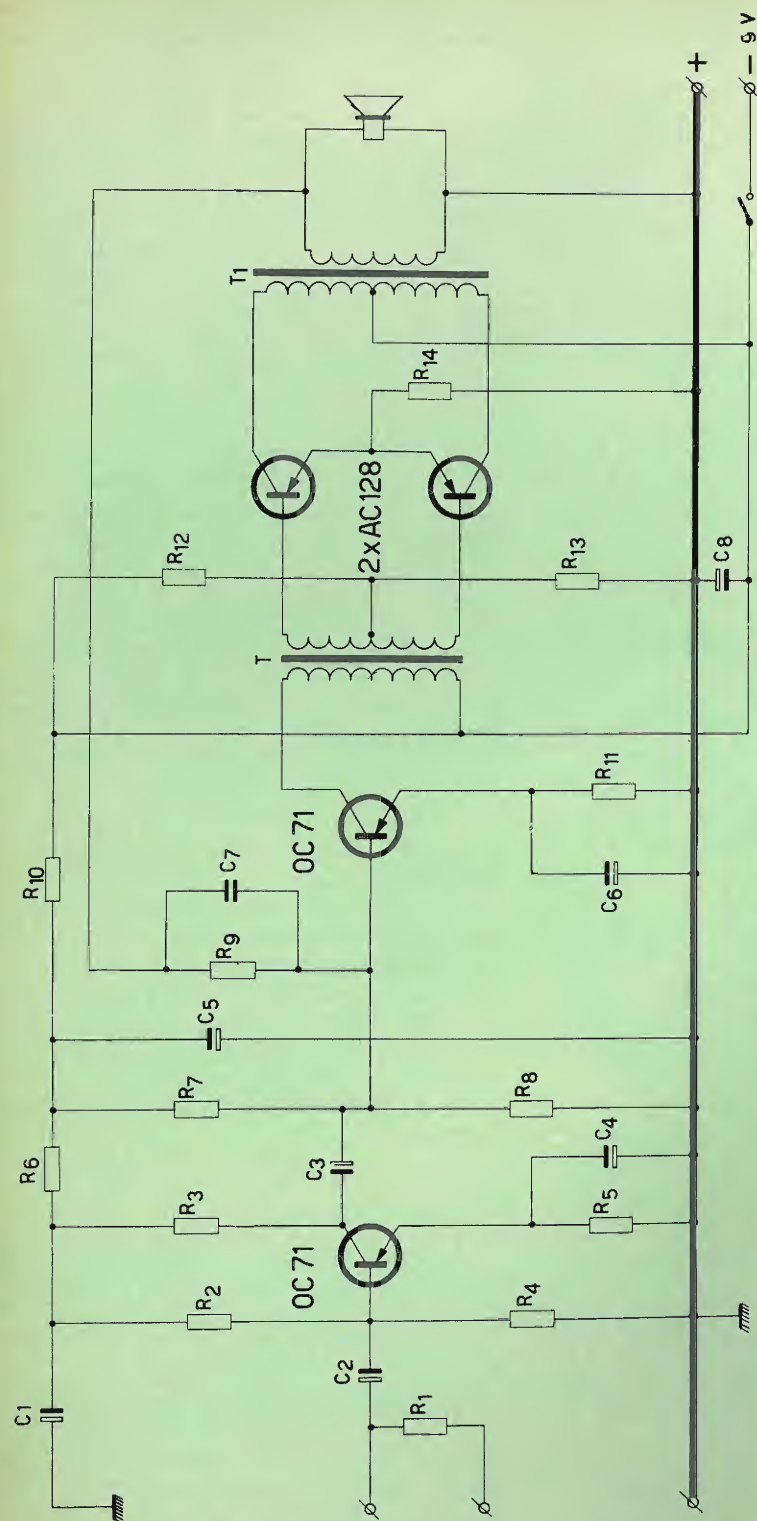 C1
R6
R10
R2
R3
R7
C5
R9
C7
R12
T1
C2
OC 71
C3
OC 71
T
2xAC128
R14
R1
R4
R5
C4
R8
C6
R11
R13
C8
+
− 9 V